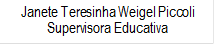 Janete Teresinha Weigel Piccoli
Supervisora Educativa